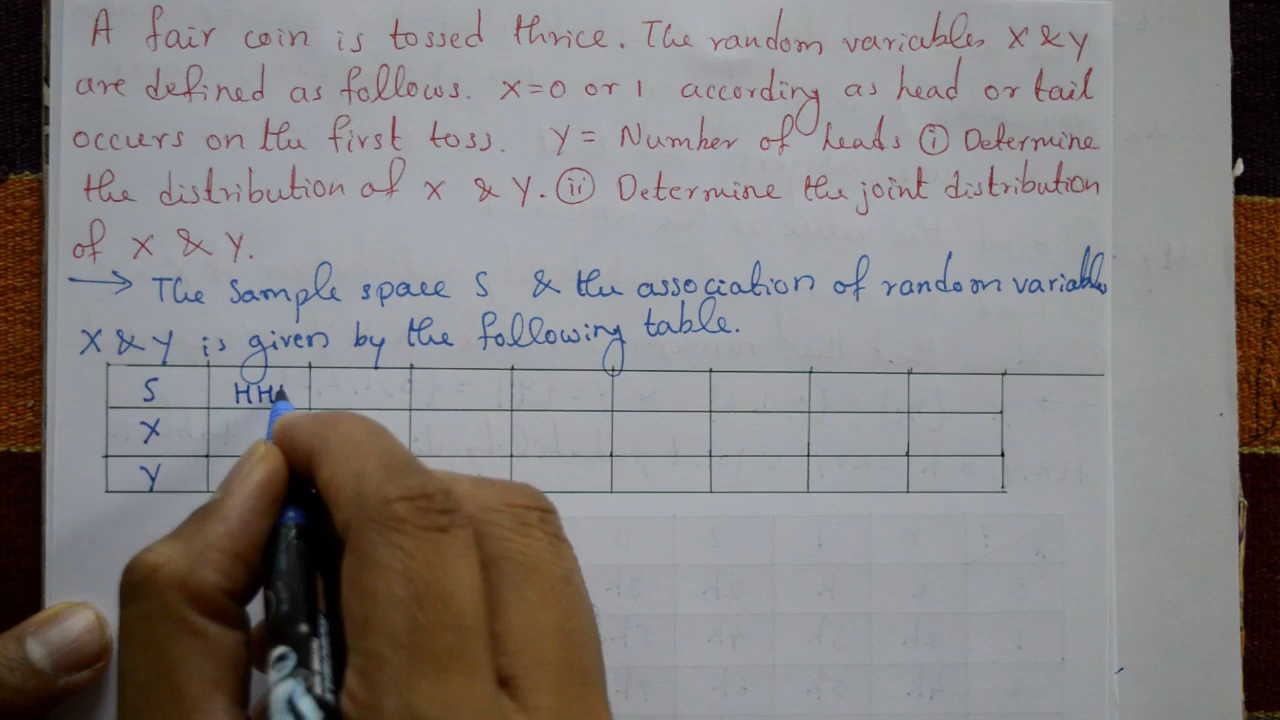 A fair coin is tossed thrice. The random variables X & Y
are defined as follows. X=0 or 1 according as head or tail
occurs on the first toss. Y = Number of heads (i) Determine
the distribution of X & Y. (ii) Determine the joint distribution
of X & Y.
→ The sample space S & the association of random variables
X & Y is given by the following table.
S HH
X
Y